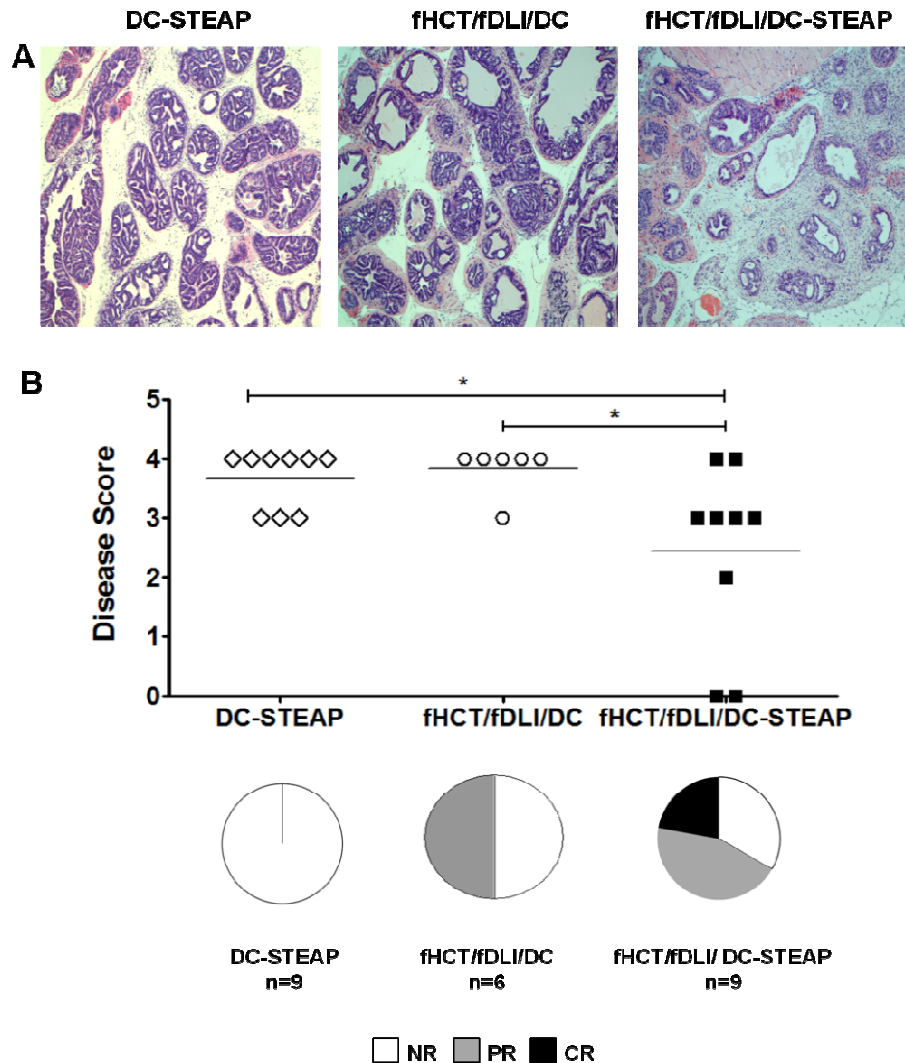 DC-STEAP fHCT/fDLI/DC fHCT/fDLI/DC-STEAP
A
B
* 
*
5
4
3
2
1
0
Disease Score
DC-STEAP fHCT/fDLI/DC fHCT/fDLI/DC-STEAP
DC-STEAP fHCT/fDLI/DC fHCT/fDLI/ DC-STEAP
n=9 n=6 n=9
NR PR CR